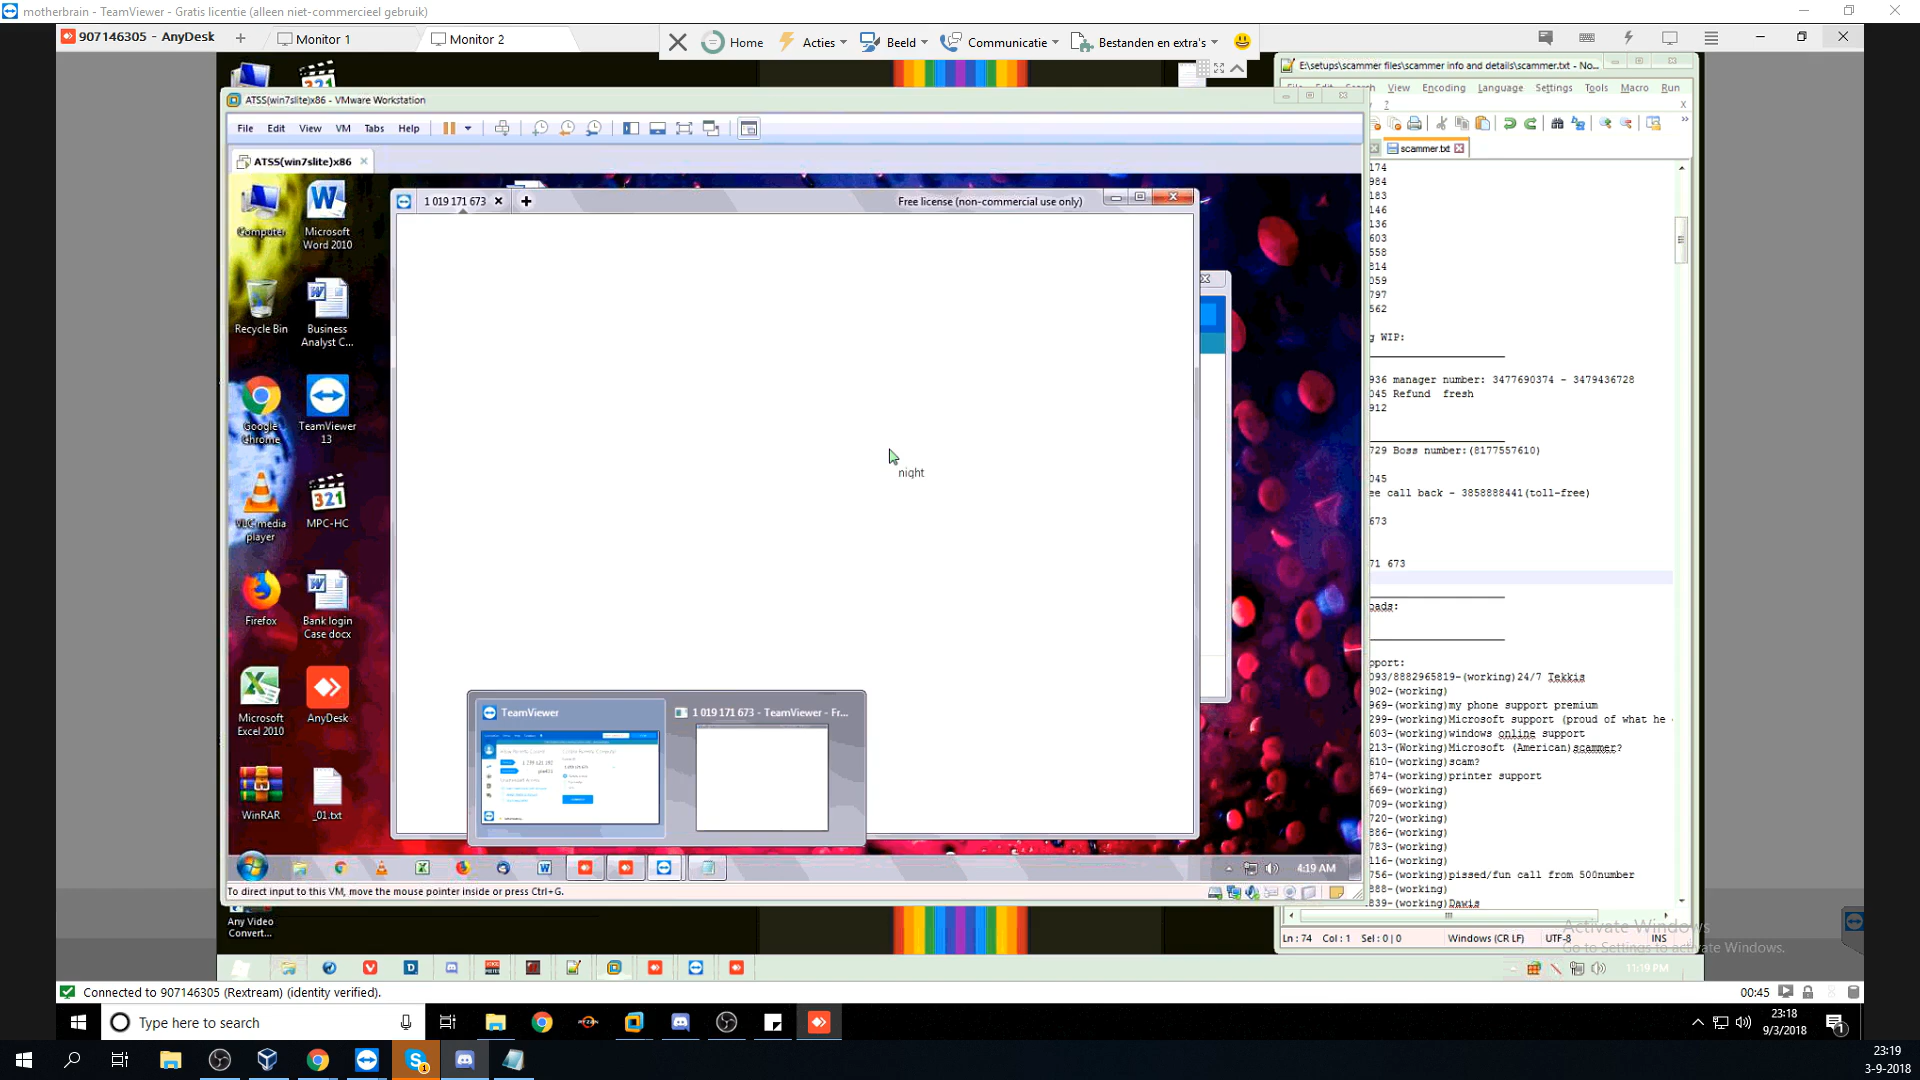 motherbrain - TeamViewer - Gratis licentie (alleen niet-commercieel gebruik)
907146305 - AnyDesk
Monitor 1
Monitor 2
Home
Acties
Beeld
Communicatie
Bestanden en extra's
E:\setups\scammer files\scammer info and details\scammer.txt - No...
ATSS(win7slite)x86 - VMware Workstation
View Encoding Language Settings Tools Macro Run
?
X
File Edit View VM Tabs Help
ATSS(win7slite)x86
scammer.txt
1 019 171 673
Free license (non-commercial use only)
Computer
Microsoft Word 2010
Recycle Bin
Business Analyst C...
Google Chrome
TeamViewer 13
VLC media player
MPC-HC
Firefox
Bank login Case docx
Microsoft Excel 2010
AnyDesk
WinRAR
_01.txt
night
174
984
183
146
136
603
558
814
059
797
562
g WIP:
936 manager number: 3477690374 - 3479436728
045 Refund fresh
912
729 Boss number:(8177557610)
045
ee call back - 3858888441(toll-free)
673
71 673
oads:
pport:
093/8882965819-(working)24/7 Tekkis
902-(working)
969-(working)my phone support premium
299-(working)Microsoft support (proud of what he
603-(working)windows online support
213-(Working)Microsoft (American)scammer?
610-(working)scam?
874-(working)printer support
669-(working)
709-(working)
720-(working)
886-(working)
783-(working)
116-(working)
756-(working)pissed/fun call from 500number
888-(working)
839-(working)Dawis
TeamViewer
1 019 171 673 - TeamViewer - Fr...
4:19 AM
To direct input to this VM, move the mouse pointer inside or press Ctrl+G.
Any Video Convert...
Activate Windows
Go to Settings to activate Windows.
Ln : 74 Col : 1 Sel : 0 | 0
Windows (CR LF)
UTF-8
INS
11:19 PM
Connected to 907146305 (Rextream) (identity verified).
00:45
Type here to search
23:18
9/3/2018
1
23:19
3-9-2018